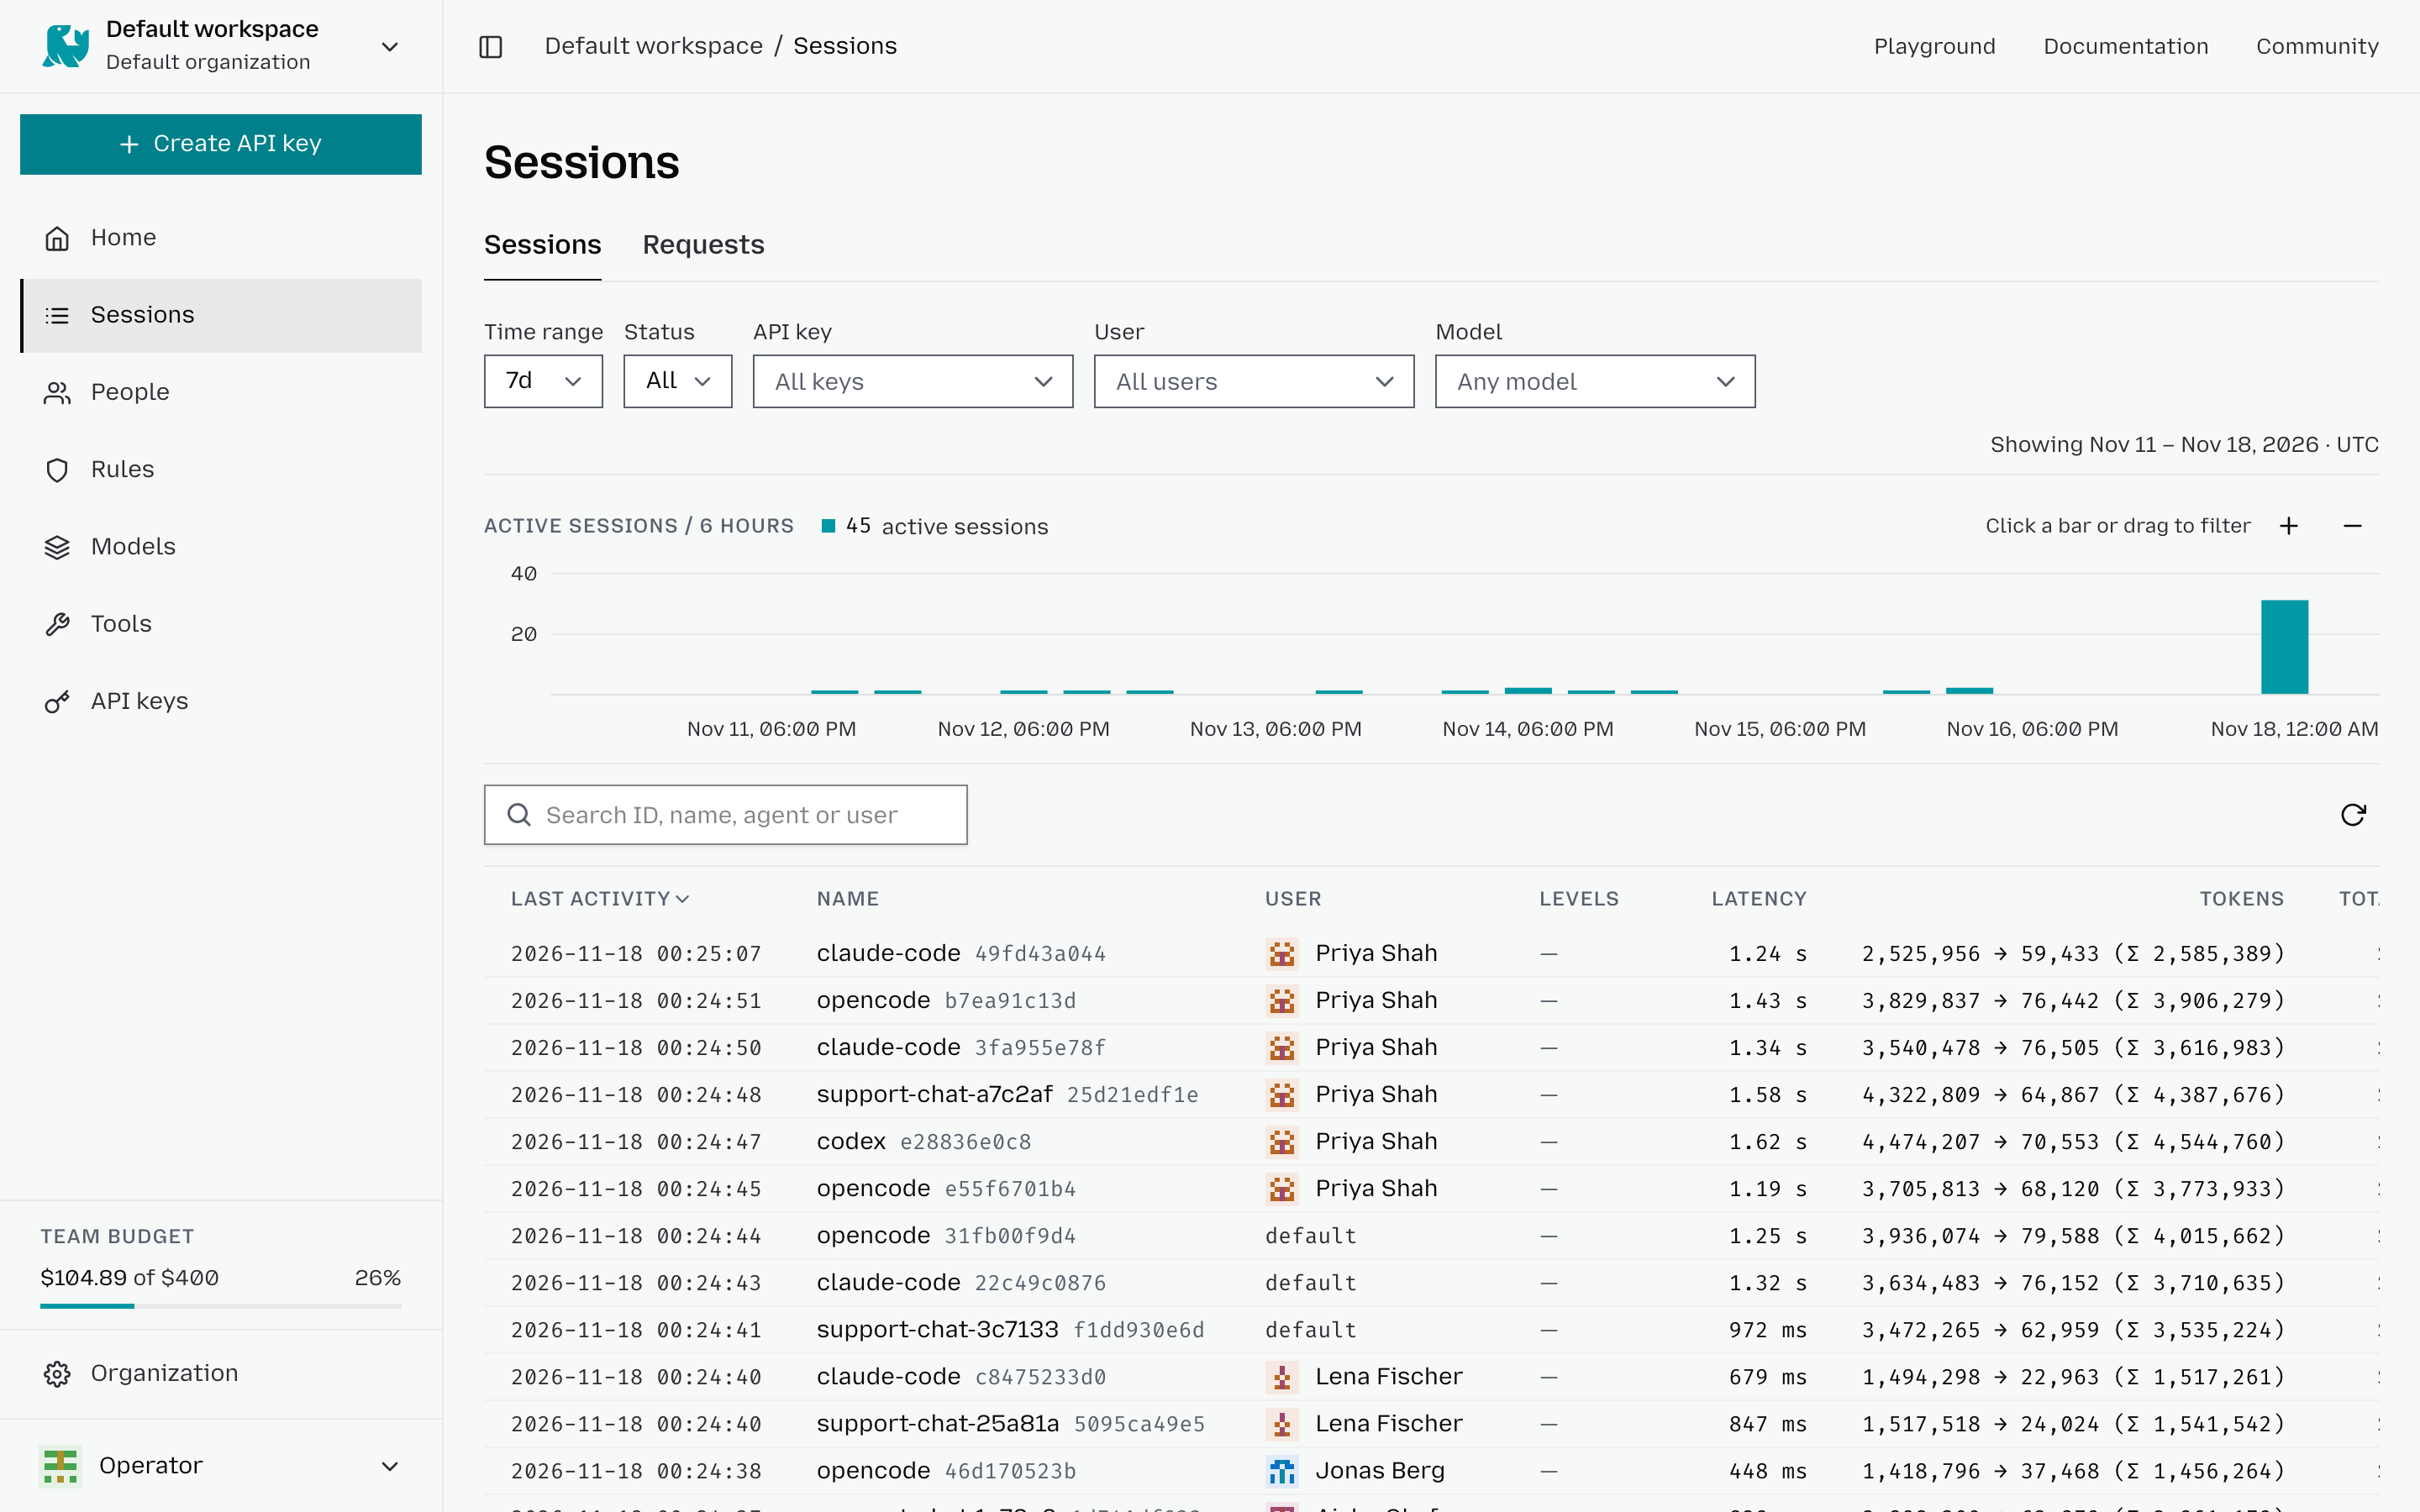 Default workspace
Default organization
Default workspace / Sessions
Playground
Documentation
Community
+ Create API key
Home
Sessions
People
Rules
Models
Tools
API keys
TEAM BUDGET
$104.89 of $400
26%
Organization
Operator
Sessions
Sessions
Requests
Time range
Status
API key
User
Model
7d
All
All keys
All users
Any model
Showing Nov 11 – Nov 18, 2026 · UTC
ACTIVE SESSIONS / 6 HOURS
45 active sessions
Click a bar or drag to filter
40
20
Nov 11, 06:00 PM
Nov 12, 06:00 PM
Nov 13, 06:00 PM
Nov 14, 06:00 PM
Nov 15, 06:00 PM
Nov 16, 06:00 PM
Nov 18, 12:00 AM
Search ID, name, agent or user
LAST ACTIVITY NAME USER LEVELS LATENCY TOKENS
2026-11-18 00:25:07 claude-code 49fd43a044 Priya Shah — 1.24 s 2,525,956 → 59,433 (Σ 2,585,389)
2026-11-18 00:24:51 opencode b7ea91c13d Priya Shah — 1.43 s 3,829,837 → 76,442 (Σ 3,906,279)
2026-11-18 00:24:50 claude-code 3fa955e78f Priya Shah — 1.34 s 3,540,478 → 76,505 (Σ 3,616,983)
2026-11-18 00:24:48 support-chat-a7c2af 25d21edf1e Priya Shah — 1.58 s 4,322,809 → 64,867 (Σ 4,387,676)
2026-11-18 00:24:47 codex e28836e0c8 Priya Shah — 1.62 s 4,474,207 → 70,553 (Σ 4,544,760)
2026-11-18 00:24:45 opencode e55f6701b4 Priya Shah — 1.19 s 3,705,813 → 68,120 (Σ 3,773,933)
2026-11-18 00:24:44 opencode 31fb00f9d4 default — 1.25 s 3,936,074 → 79,588 (Σ 4,015,662)
2026-11-18 00:24:43 claude-code 22c49c0876 default — 1.32 s 3,634,483 → 76,152 (Σ 3,710,635)
2026-11-18 00:24:41 support-chat-3c7133 f1dd930e6d default — 972 ms 3,472,265 → 62,959 (Σ 3,535,224)
2026-11-18 00:24:40 claude-code c8475233d0 Lena Fischer — 679 ms 1,494,298 → 22,963 (Σ 1,517,261)
2026-11-18 00:24:40 support-chat-25a81a 5095ca49e5 Lena Fischer — 847 ms 1,517,518 → 24,024 (Σ 1,541,542)
2026-11-18 00:24:38 opencode 46d170523b Jonas Berg — 448 ms 1,418,796 → 37,468 (Σ 1,456,264)